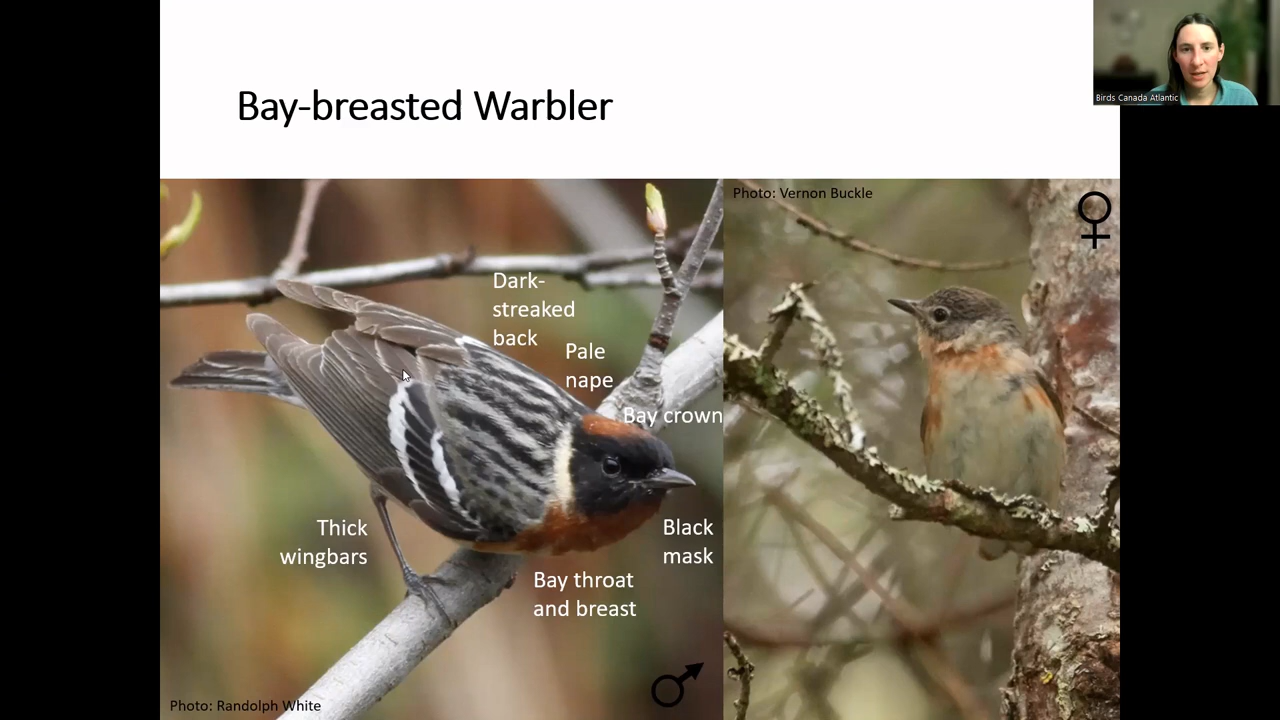 Bay-breasted Warbler
Birds Canada Atlantic
Photo: Vernon Buckle
Dark-
streaked
back
Pale
nape
Bay crown
Thick
wingbars
Black
mask
Bay throat
and breast
Photo: Randolph White